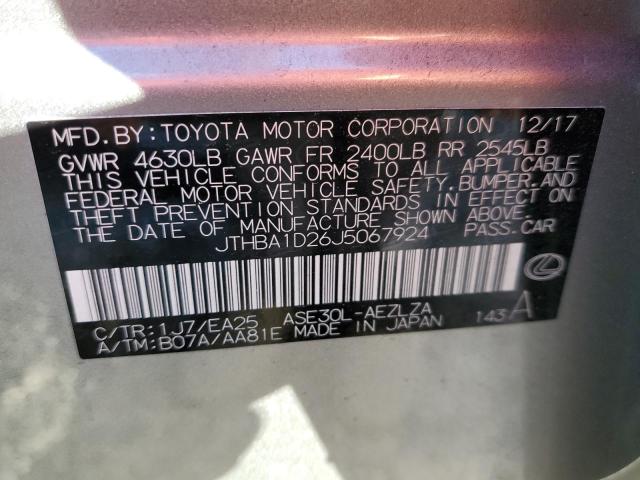 MFD.BY:TOYOTA MOTOR CORPORATION 12/17
GVWR 4630LB GAWR FR 2400LB RR 2545LB
THIS VEHICLE CONFORMS TO ALL APPLICABLE
FEDERAL MOTOR VEHICLE SAFETY,BUMPER,AND
THEFT PREVENTION STANDARDS IN EFFECT ON
THE DATE OF MANUFACTURE SHOWN ABOVE.
JTHBA1D26J5067924 PASS.CAR
C/TR:1J7/EA25 ASE30L-AEZLZA
A/TM:B07A/AA81E MADE IN JAPAN 143A